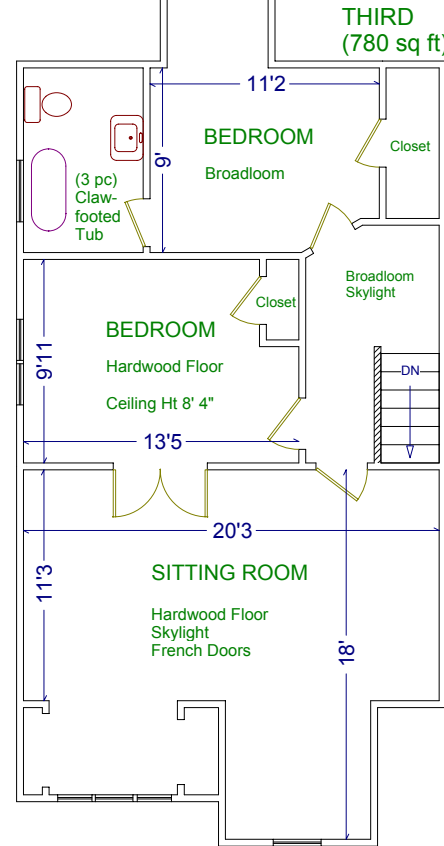 THIRD
(780 sq ft)
11'2
BEDROOM
Broadloom
9'
Closet
(3 pc)
Claw-
footed
Tub
Broadloom
Skylight
Closet
BEDROOM
Hardwood Floor
Ceiling Ht 8' 4"
9'11
DN
13'5
20'3
SITTING ROOM
11'3
Hardwood Floor
Skylight
French Doors
18'